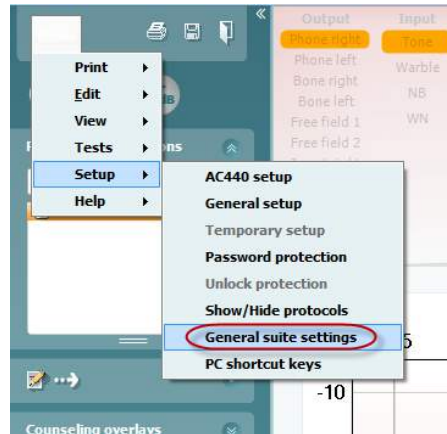 Output Input
Phone right Tone
Phone left Warble
Bone right NB
Bone left WN
Free field 1
Free field 2
Print
Edit
View
Tests
Setup
Help
dB
ns
AC440 setup
General setup
Temporary setup
Password protection
Unlock protection
Show/Hide protocols
General suite settings
PC shortcut keys
5
-10
Counseling overlays